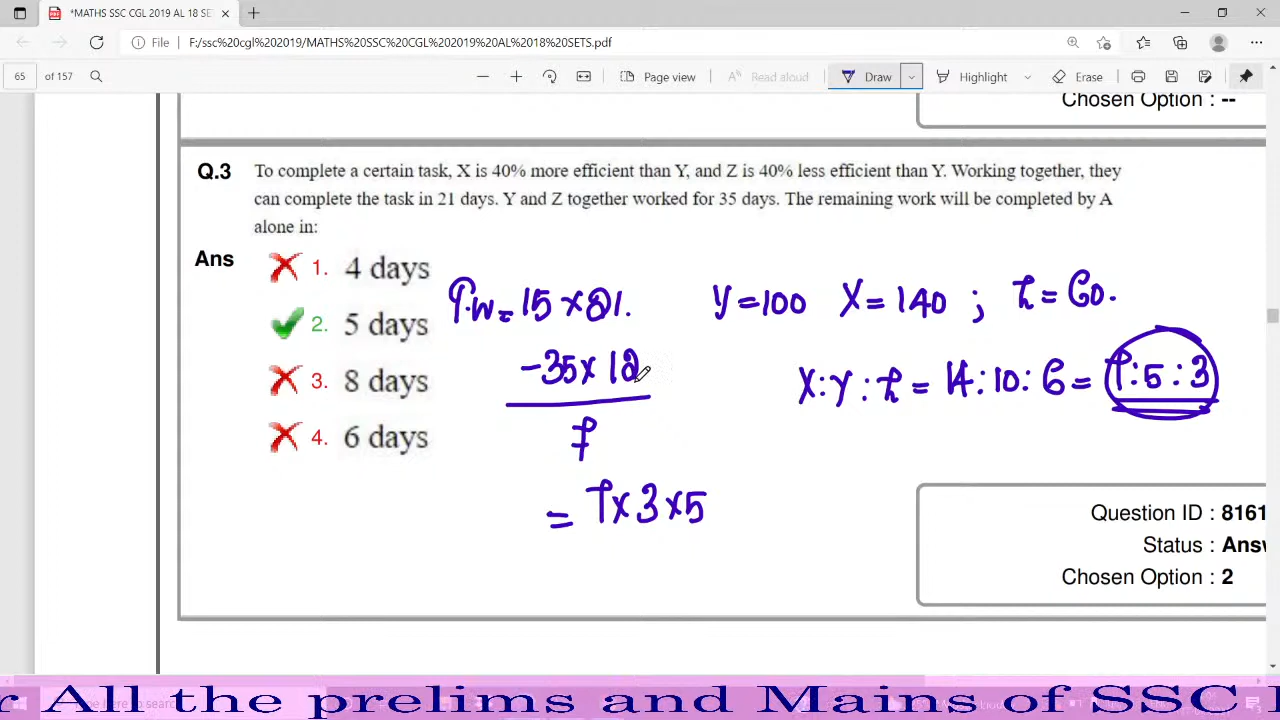 *MATHS SSC CGL 2019 AL 18 SE
File F:/ssc%20cgl%202019/MATHS%20SSC%20CGL%202019%20AL%2018%20SETS.pdf
65 of 157 Page view Read aloud Draw Highlight Erase
Chosen Option : --
Q.3 To complete a certain task, X is 40% more efficient than Y, and Z is 40% less efficient than Y. Working together, they
can complete the task in 21 days. Y and Z together worked for 35 days. The remaining work will be completed by A
alone in:
Ans
1. 4 days
2. 5 days
3. 8 days
4. 6 days
T.W = 15 × 21.
- 35 ×
7
= 7 × 3 × 5
Y = 100 X = 140 ; Z = 60.
X : Y : Z = 14 : 10 : 6 = 7 : 5 : 3
Question ID : 8161
Status : Answ
Chosen Option : 2
r All the prelims and Mains of SSC